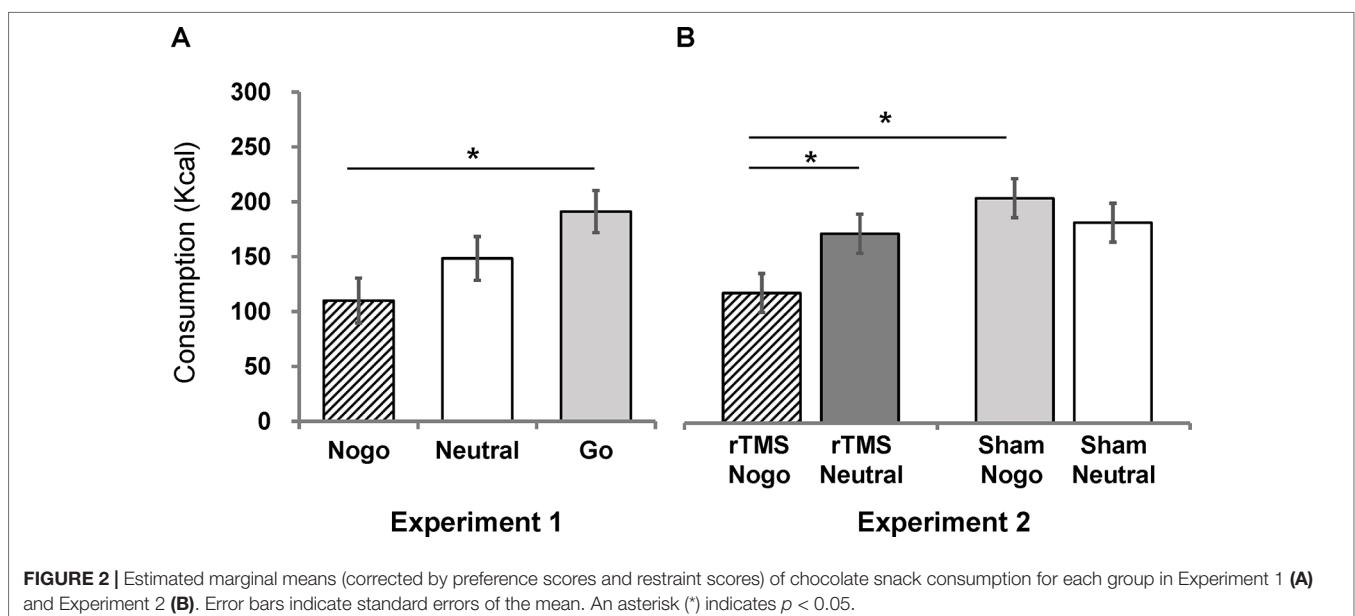 A
B
300
250
200
150
100
50
0
Consumption (Kcal)
*
*
*
Nogo
Neutral
Go
rTMS
Nogo
rTMS
Neutral
Sham
Nogo
Sham
Neutral
Experiment 1
Experiment 2
FIGURE 2 | Estimated marginal means (corrected by preference scores and restraint scores) of chocolate snack consumption for each group in Experiment 1 (A)
and Experiment 2 (B). Error bars indicate standard errors of the mean. An asterisk (*) indicates p < 0.05.